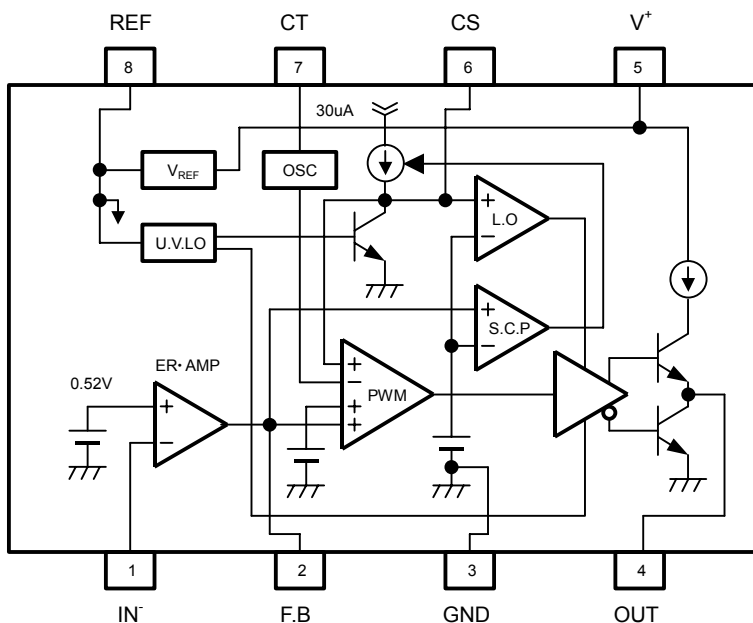 REF CT CS V⁺
8 7 6 5
30uA
V_REF OSC
+ L.O
U.V.LO −
+ S.C.P
ER・AMP −
0.52V + PWM
+ −
− +
+
1 2 3 4
IN⁻ F.B GND OUT